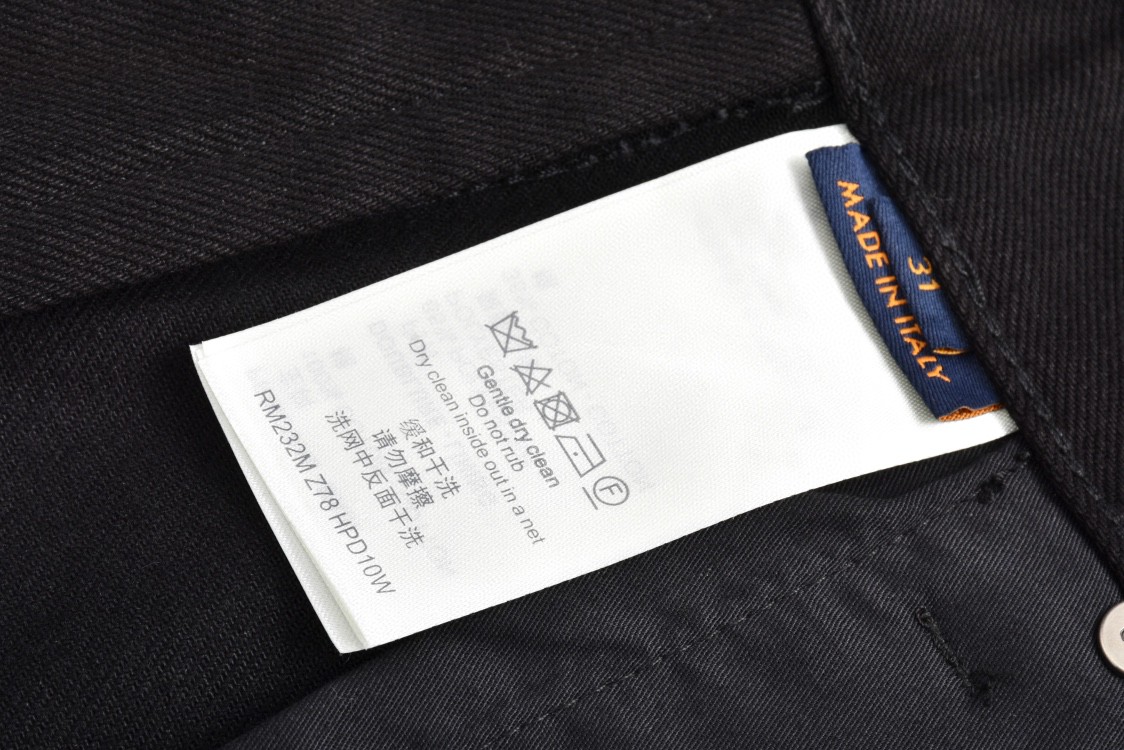 31
MADE IN ITALY
F
Gentle dry clean
Do not rub
Dry clean inside out in a net
缓和干洗
请勿摩擦
洗网中反面干洗
RM232M Z78 HPD10W